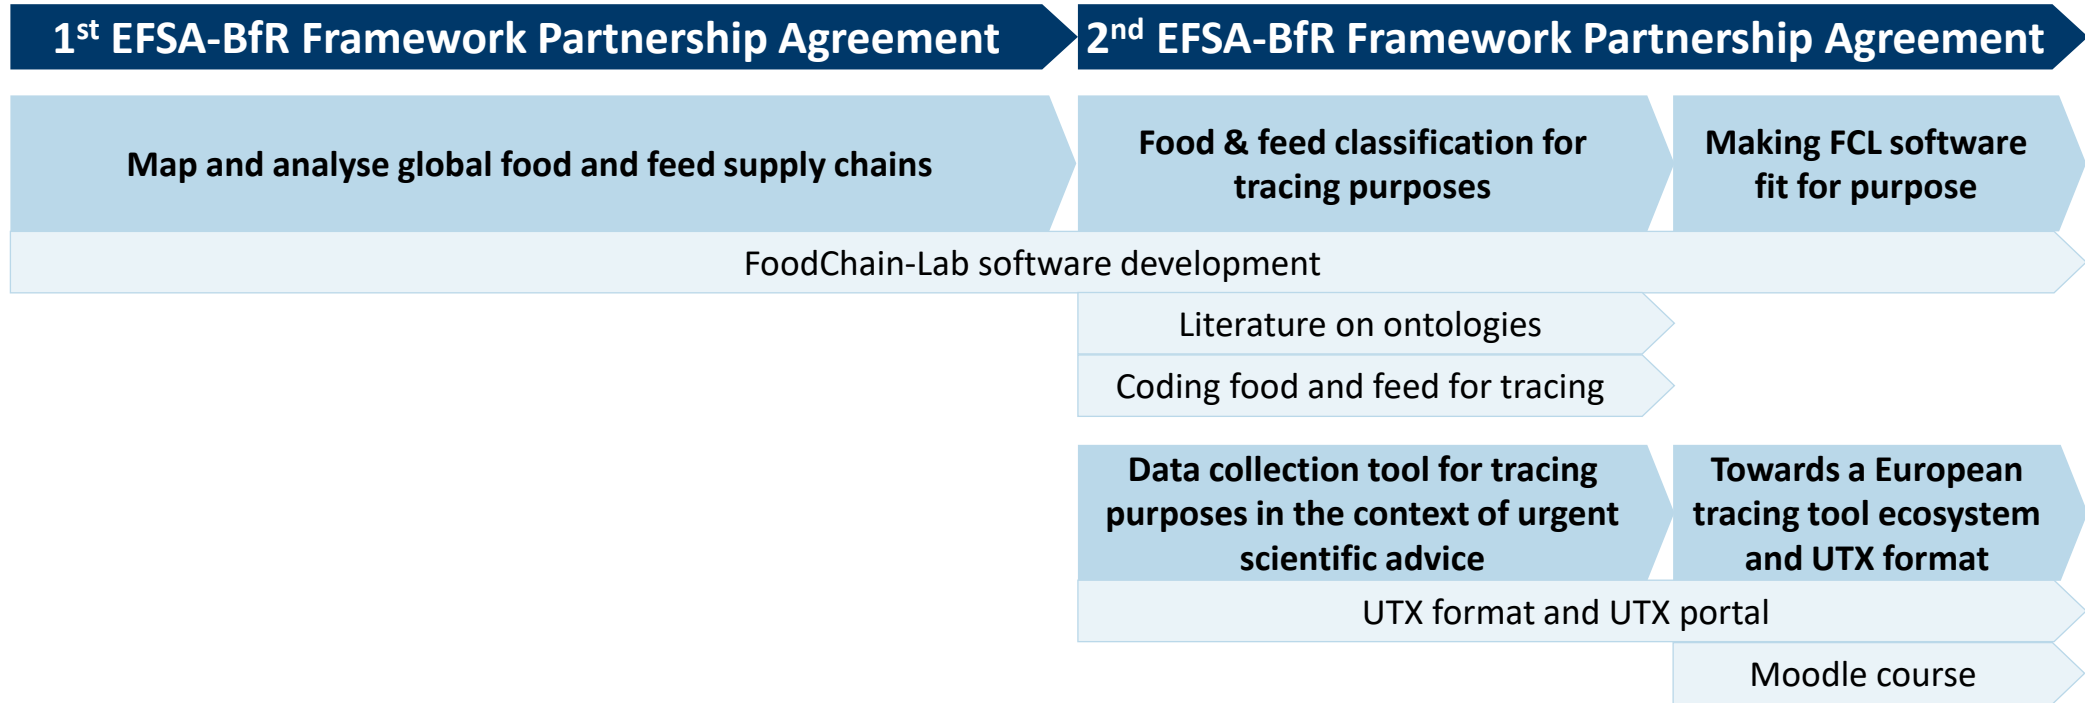 1st EFSA-BfR Framework Partnership Agreement
2nd EFSA-BfR Framework Partnership Agreement
Map and analyse global food and feed supply chains
Food & feed classification for
tracing purposes
Making FCL software
fit for purpose
FoodChain-Lab software development
Literature on ontologies
Coding food and feed for tracing
Data collection tool for tracing
purposes in the context of urgent
scientific advice
Towards a European
tracing tool ecosystem
and UTX format
UTX format and UTX portal
Moodle course